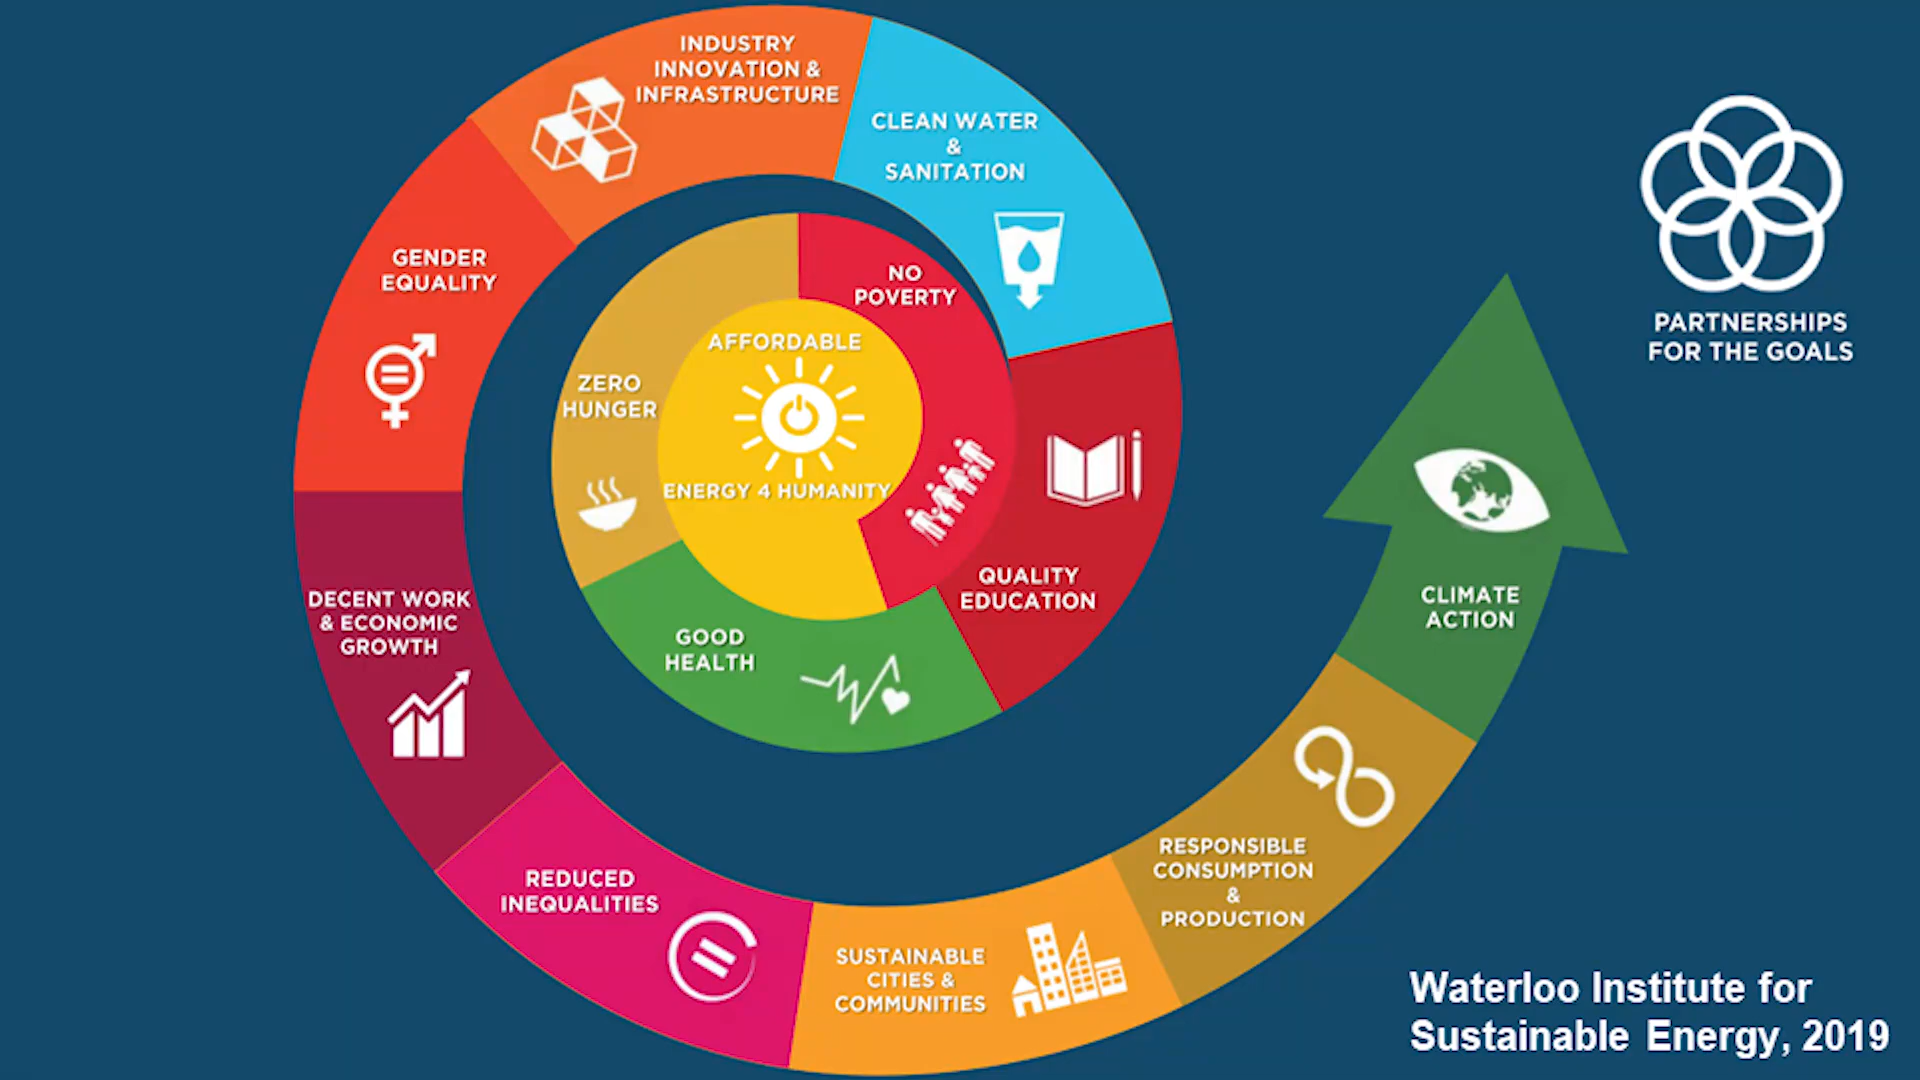 INDUSTRY
INNOVATION &
INFRASTRUCTURE
CLEAN WATER
&
SANITATION
GENDER
EQUALITY
NO
POVERTY
AFFORDABLE
ENERGY 4 HUMANITY
ZERO
HUNGER
QUALITY
EDUCATION
GOOD
HEALTH
DECENT WORK
& ECONOMIC
GROWTH
REDUCED
INEQUALITIES
SUSTAINABLE
CITIES &
COMMUNITIES
RESPONSIBLE
CONSUMPTION
&
PRODUCTION
CLIMATE
ACTION
PARTNERSHIPS
FOR THE GOALS
Waterloo Institute for
Sustainable Energy, 2019